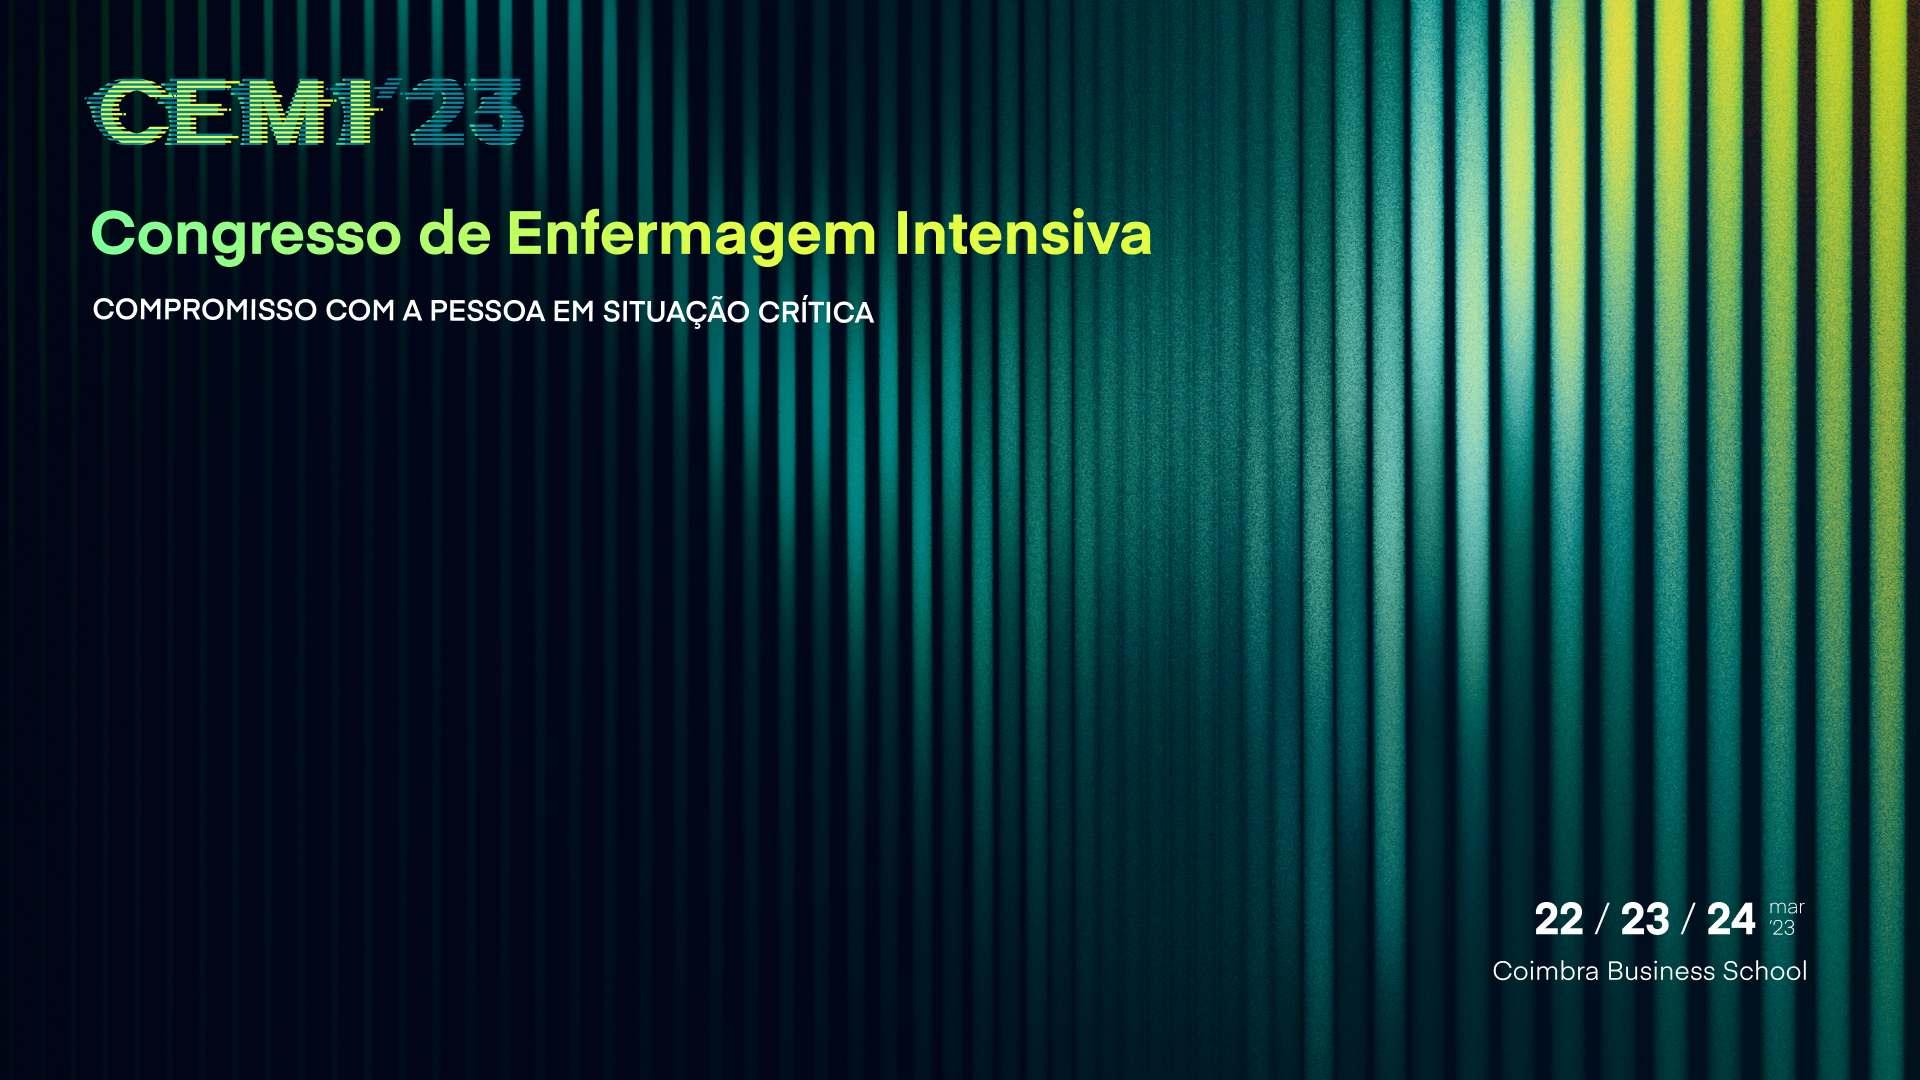 CEMI'23
Congresso de Enfermagem Intensiva
COMPROMISSO COM A PESSOA EM SITUAÇÃO CRÍTICA
22 / 23 / 24 mar '23
Coimbra Business School